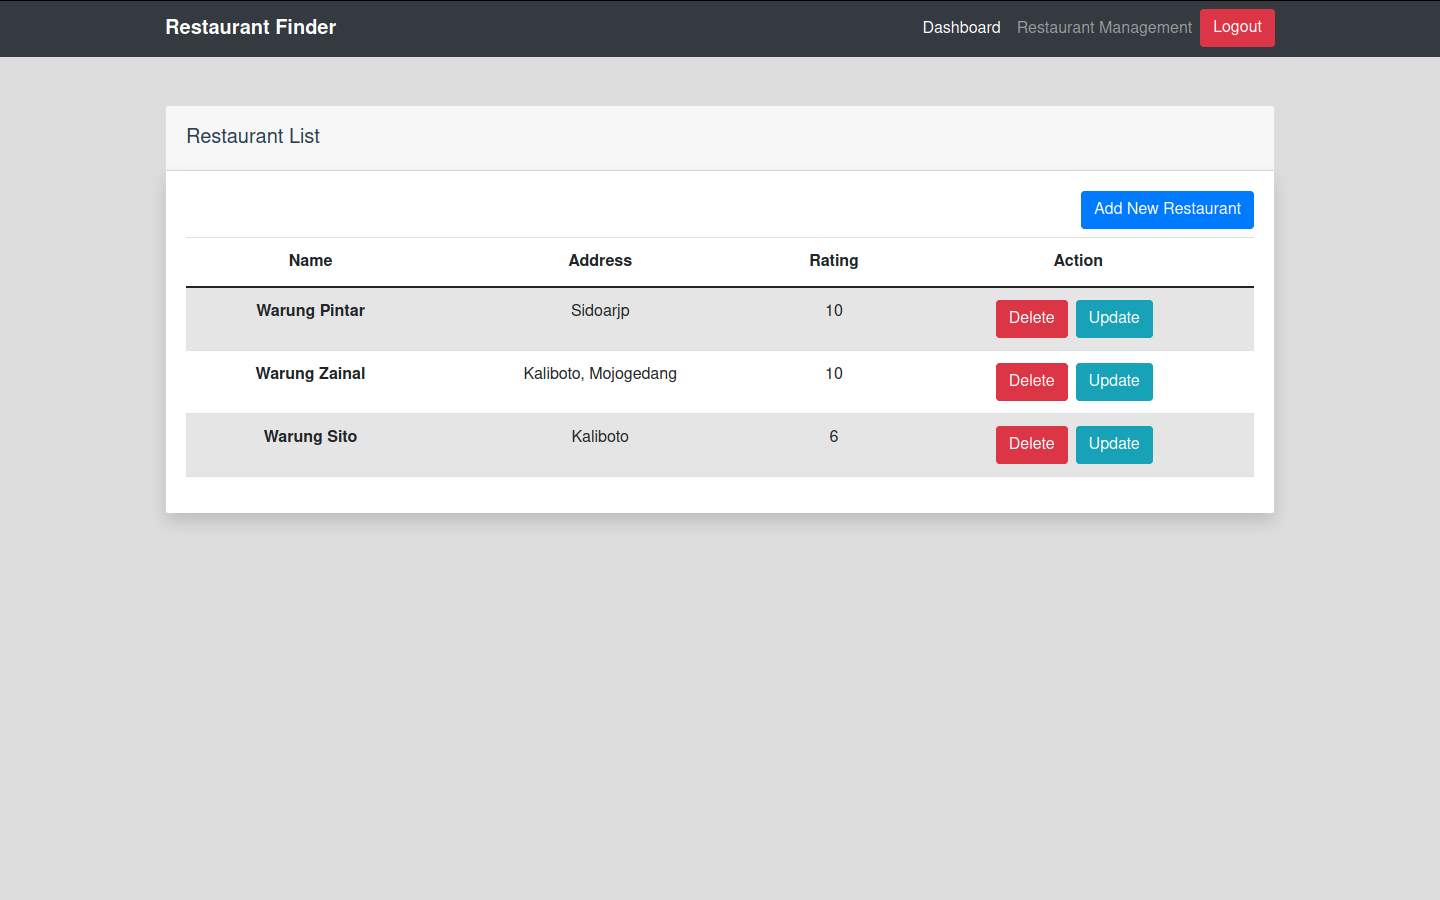 Restaurant Finder Dashboard Restaurant Management Logout
Restaurant List
Add New Restaurant
Name Address Rating Action
Warung Pintar Sidoarjp 10 Delete Update
Warung Zainal Kaliboto, Mojogedang 10 Delete Update
Warung Sito Kaliboto 6 Delete Update